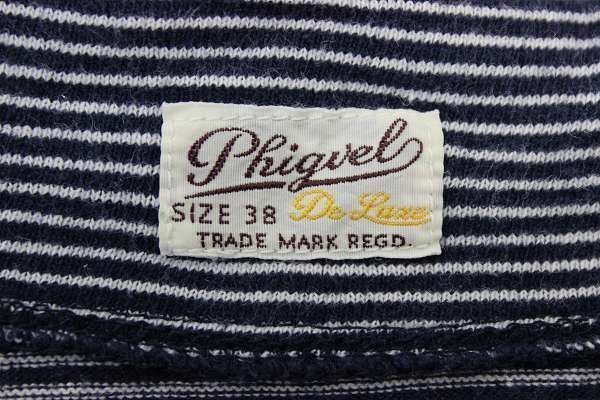 Phigvel
SIZE 38 De Luxe
TRADE MARK REGD.